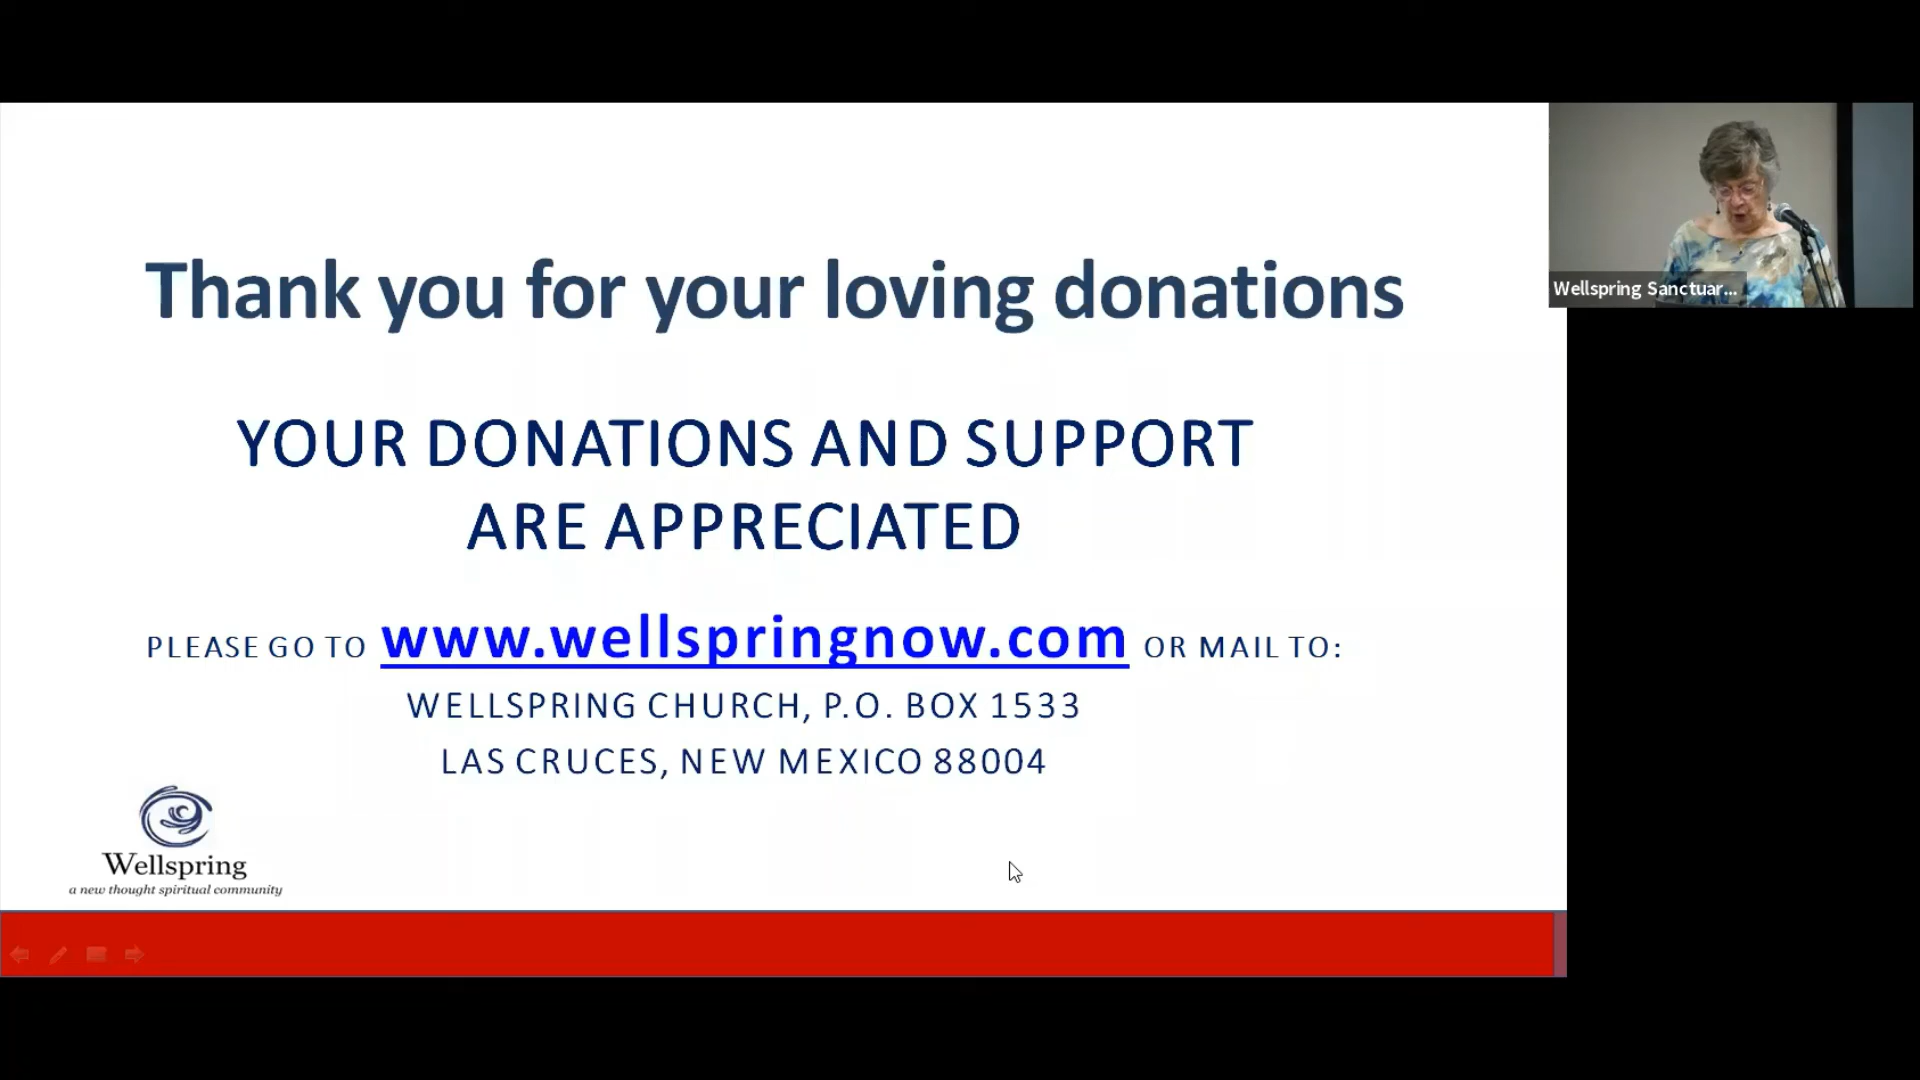 Thank you for your loving donations
YOUR DONATIONS AND SUPPORT
ARE APPRECIATED
PLEASE GO TO www.wellspringnow.com OR MAIL TO:
WELLSPRING CHURCH, P.O. BOX 1533
LAS CRUCES, NEW MEXICO 88004
Wellspring
a new thought spiritual community
Wellspring Sanctuar...